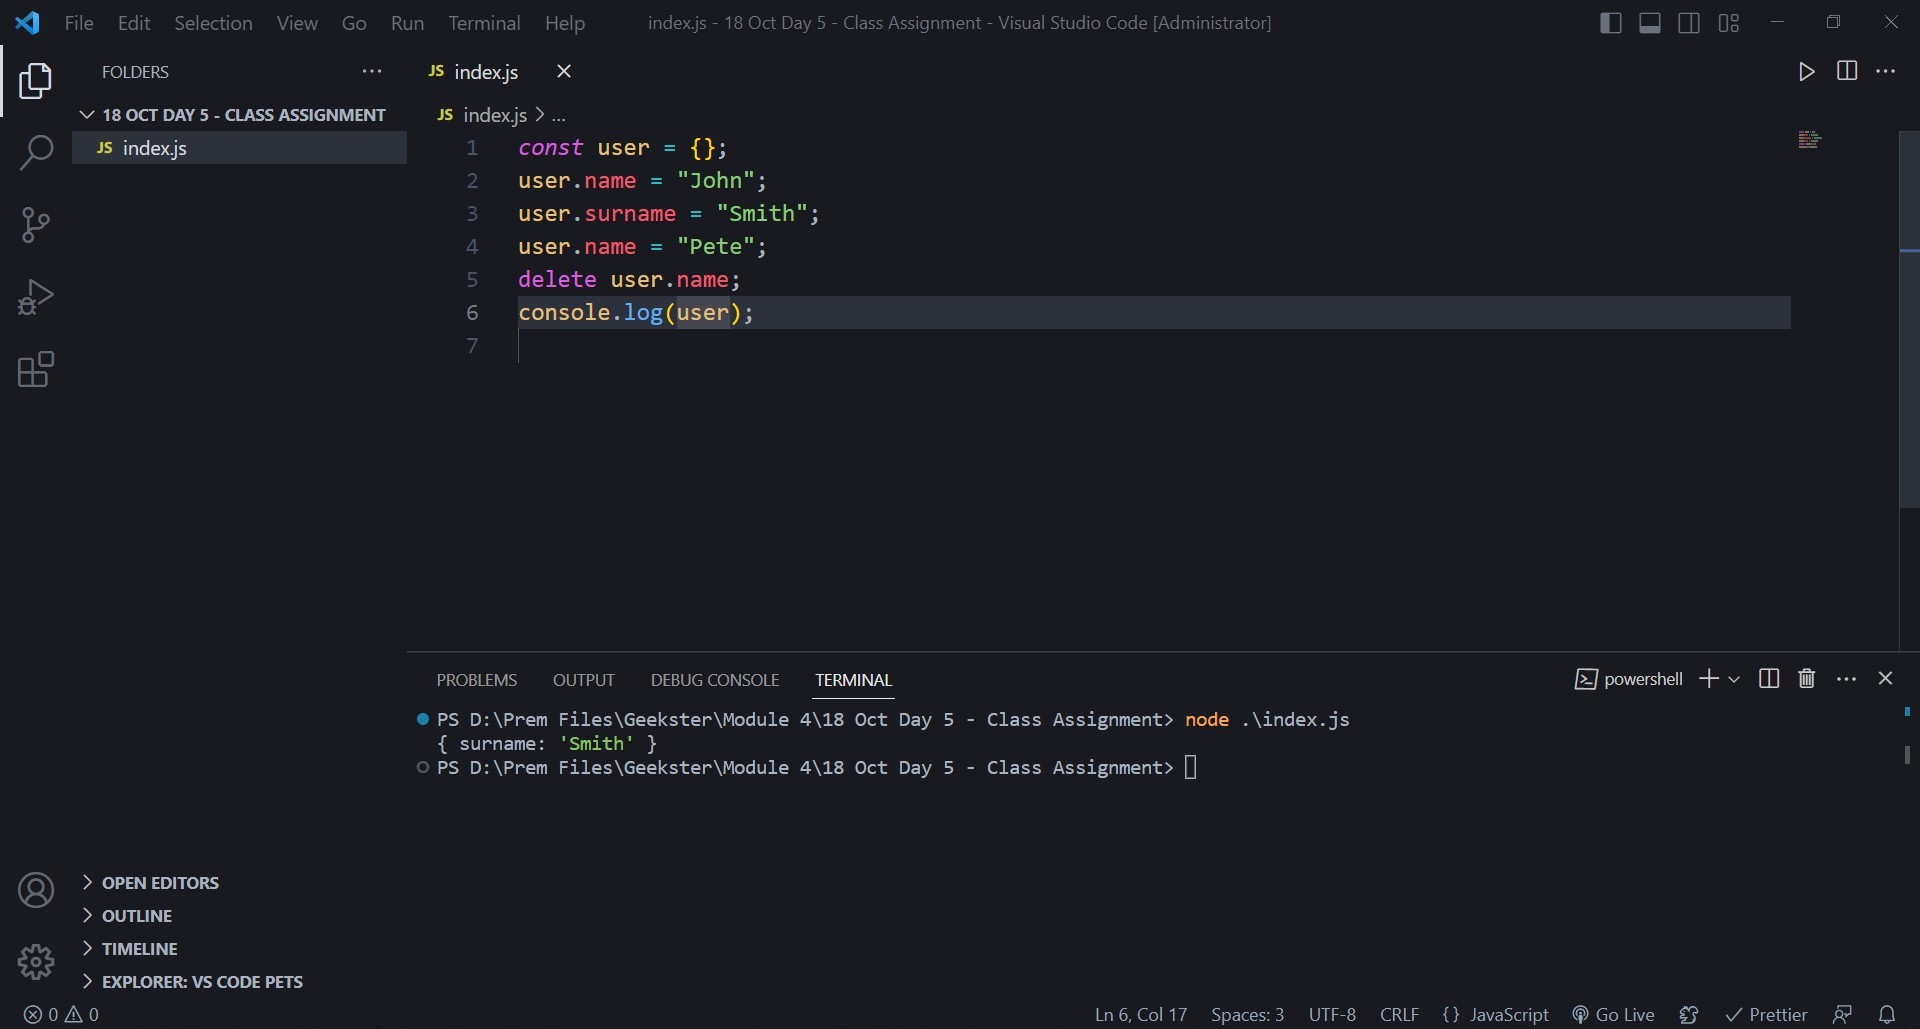 File Edit Selection View Go Run Terminal Help
index.js - 18 Oct Day 5 - Class Assignment - Visual Studio Code [Administrator]
FOLDERS ···
18 OCT DAY 5 - CLASS ASSIGNMENT
JS index.js
JS index.js
JS index.js > ...
1 const user = {};
2 user.name = "John";
3 user.surname = "Smith";
4 user.name = "Pete";
5 delete user.name;
6 console.log(user);
7
PROBLEMS OUTPUT DEBUG CONSOLE TERMINAL
powershell
PS D:\Prem Files\Geekster\Module 4\18 Oct Day 5 - Class Assignment> node .\index.js
{ surname: 'Smith' }
PS D:\Prem Files\Geekster\Module 4\18 Oct Day 5 - Class Assignment>
OPEN EDITORS
OUTLINE
TIMELINE
EXPLORER: VS CODE PETS
0 0
Ln 6, Col 17 Spaces: 3 UTF-8 CRLF {} JavaScript Go Live Prettier